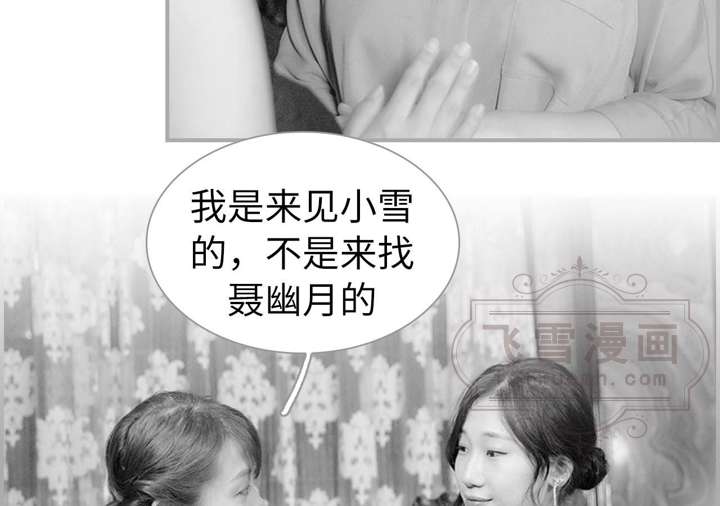 我是来见小雪
的，不是来找
聂幽月的
飞雪漫画